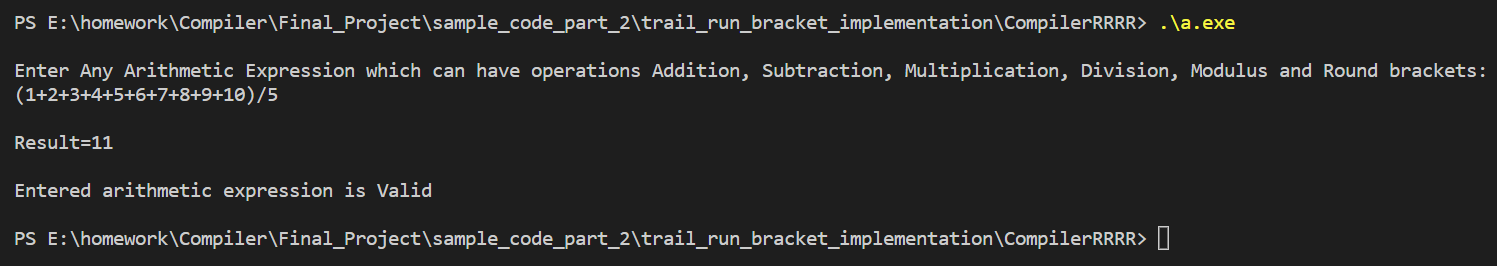 PS E:\homework\Compiler\Final_Project\sample_code_part_2\trail_run_bracket_implementation\CompilerRRRR> .\a.exe
Enter Any Arithmetic Expression which can have operations Addition, Subtraction, Multiplication, Division, Modulus and Round brackets:
(1+2+3+4+5+6+7+8+9+10)/5
Result=11
Entered arithmetic expression is Valid
PS E:\homework\Compiler\Final_Project\sample_code_part_2\trail_run_bracket_implementation\CompilerRRRR>